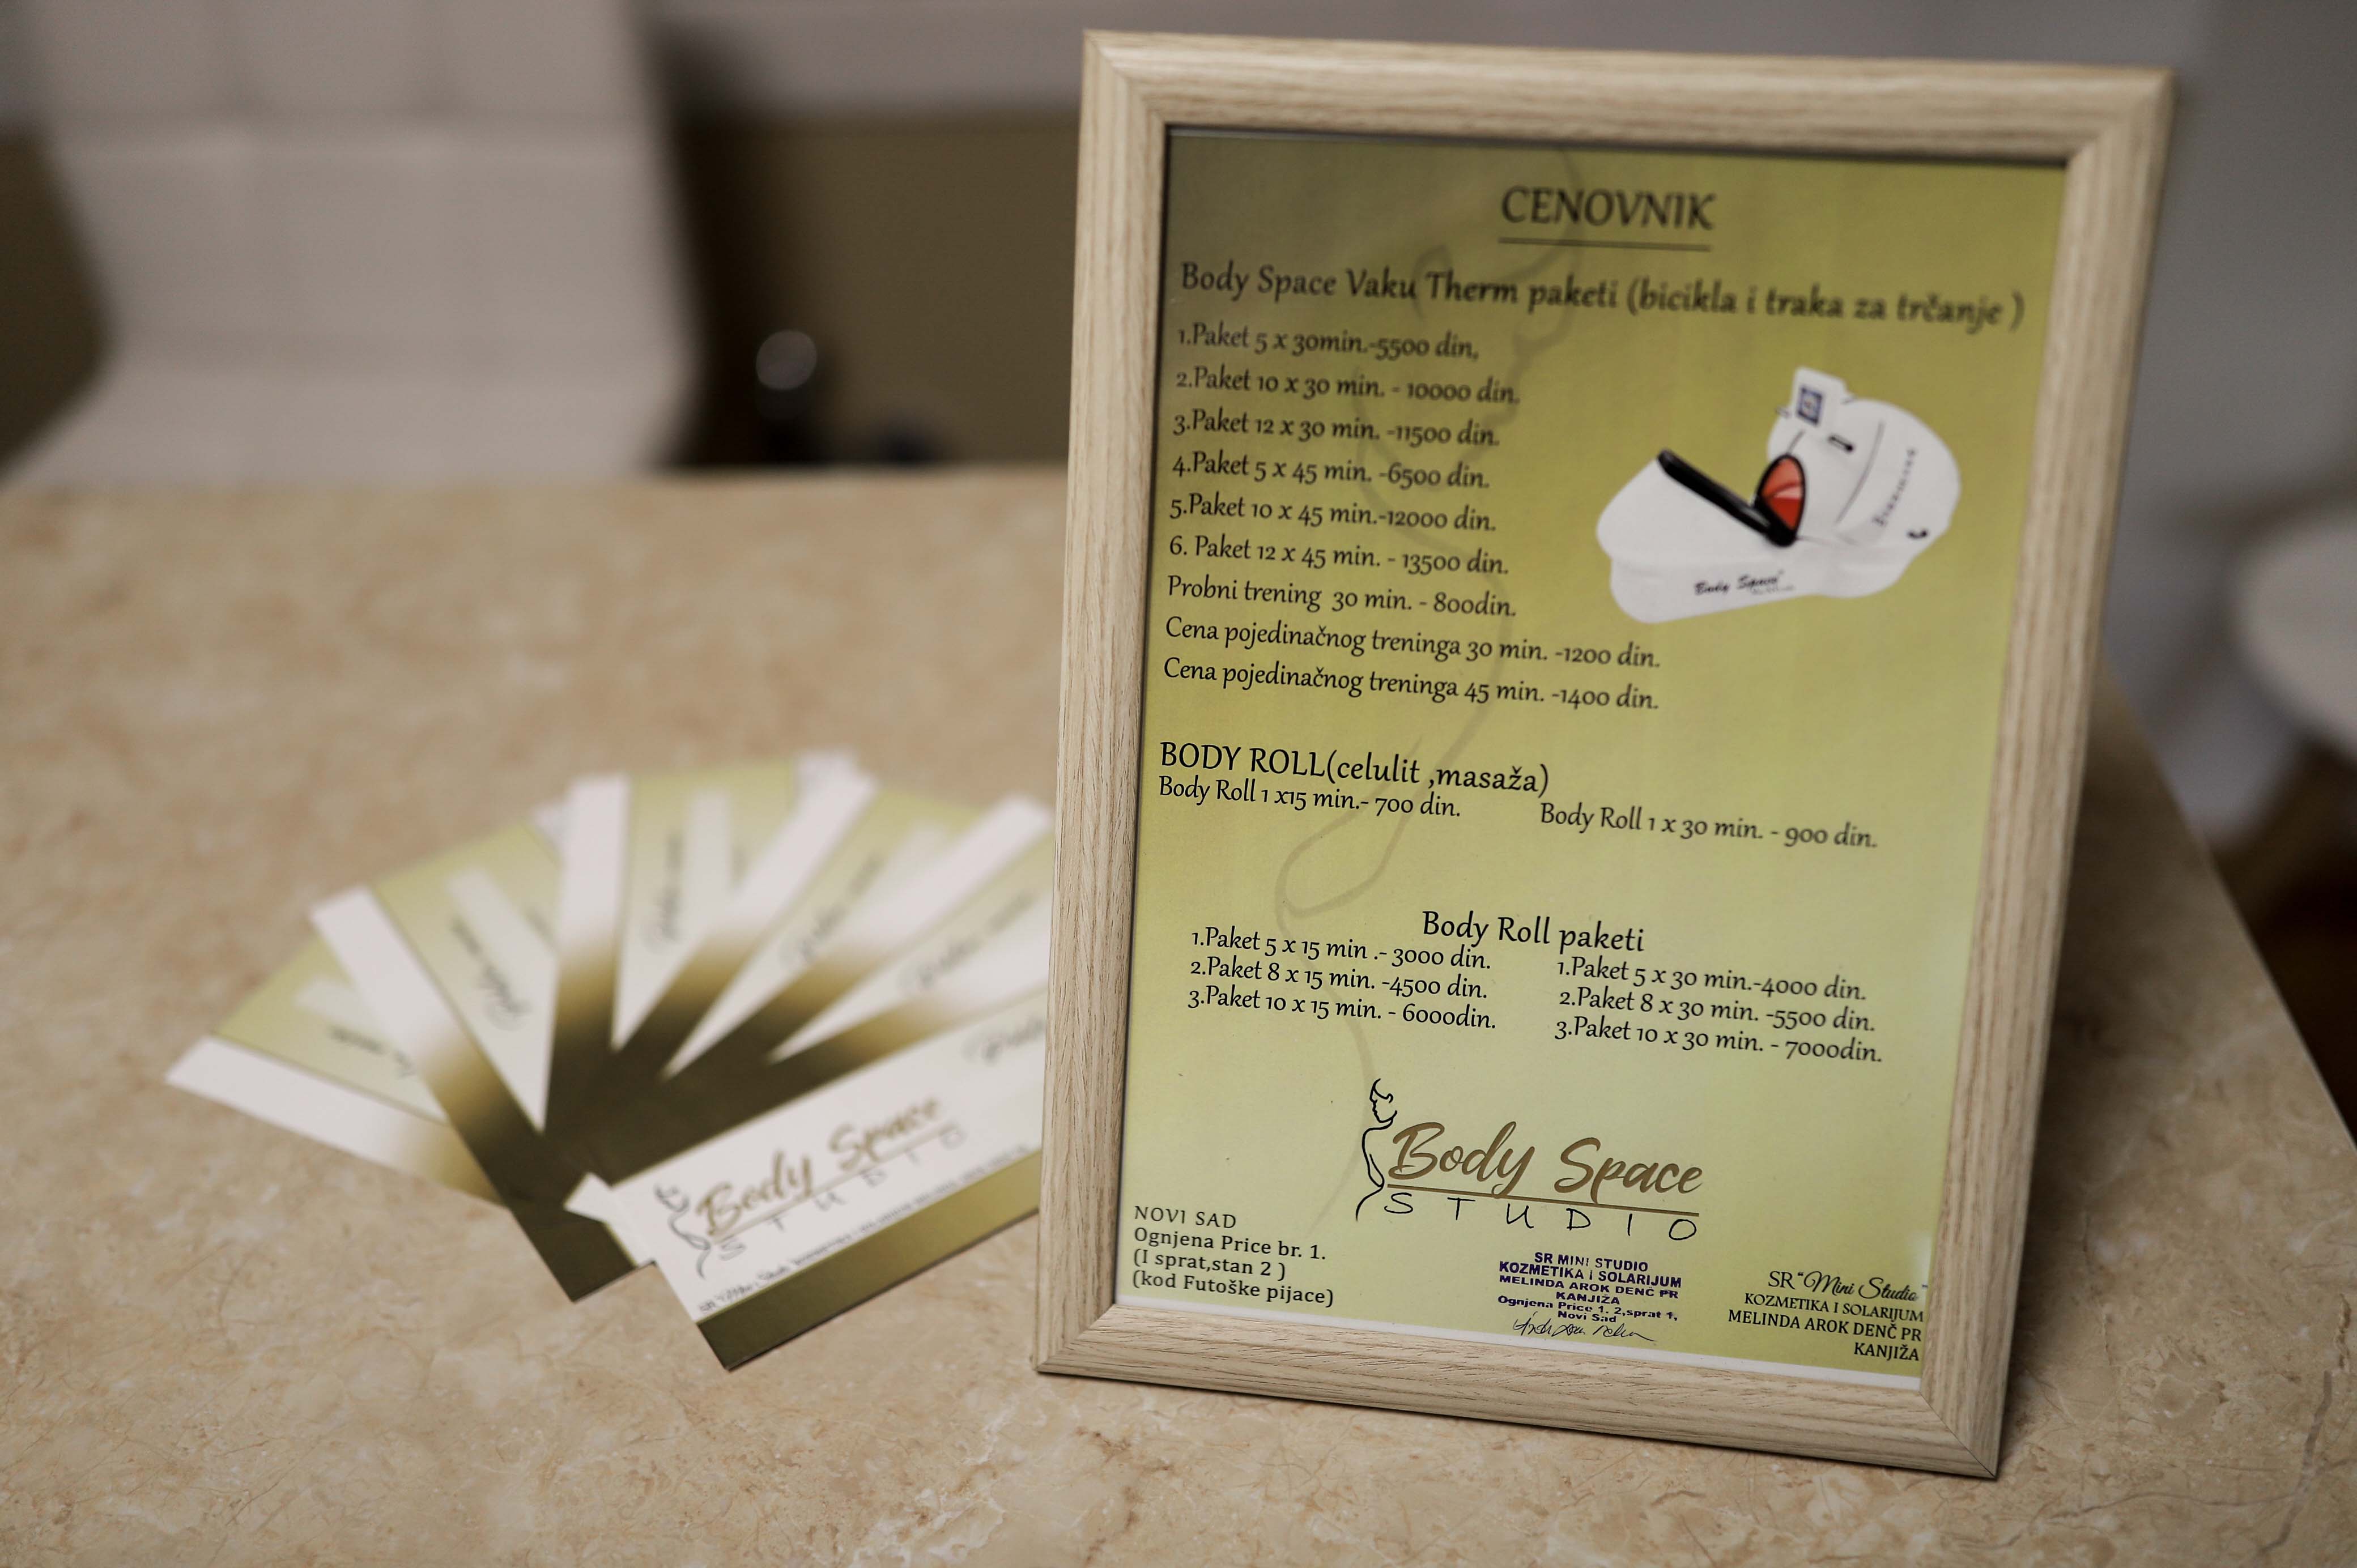 CENOVNIK
Body Space Vaku Therm paketi (bicikla i traka za trčanje )
1.Paket 5 x 30min.-5500 din.
2.Paket 10 x 30 min. - 10000 din.
3.Paket 12 x 30 min. -11500 din.
4.Paket 5 x 45 min. -6500 din.
5.Paket 10 x 45 min.-12000 din.
6. Paket 12 x 45 min. - 13500 din.
Probni trening 30 min. - 800din.
Cena pojedinačnog treninga 30 min. -1200 din.
Cena pojedinačnog treninga 45 min. -1400 din.
Body Space
BODY ROLL(celulit ,masaža)
Body Roll 1 x15 min.- 700 din.
Body Roll 1 x 30 min. - 900 din.
Body Roll paketi
1.Paket 5 x 15 min .- 3000 din.
2.Paket 8 x 15 min. -4500 din.
3.Paket 10 x 15 min. - 6000din.
1.Paket 5 x 30 min.-4000 din.
2.Paket 8 x 30 min. -5500 din.
3.Paket 10 x 30 min. - 7000din.
Body Space
STUDIO
NOVI SAD
Ognjena Price br. 1.
(I sprat,stan 2 )
(kod Futoške pijace)
SR MINI STUDIO
KOZMETIKA I SOLARIJUM
MELINDA AROK DENČ PR
KANJIŽA
Ognjena Price 1. 2,sprat 1,
Novi Sad
SR "Mini Studio"
KOZMETIKA I SOLARIJUM
MELINDA AROK DENČ PR
KANJIŽA
Body Space
STUDIO